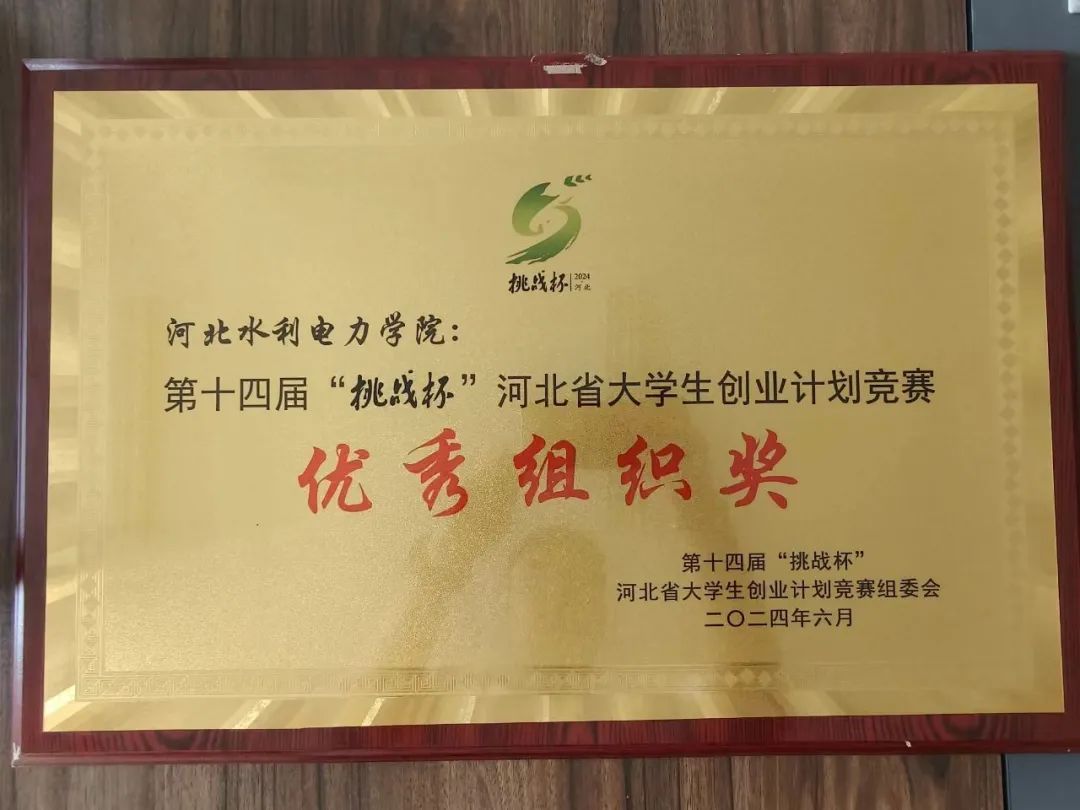 挑战杯 2024
河北
河北水利电力学院：
第十四届“挑战杯”河北省大学生创业计划竞赛
优秀组织奖
第十四届“挑战杯”
河北省大学生创业计划竞赛组委会
二〇二四年六月